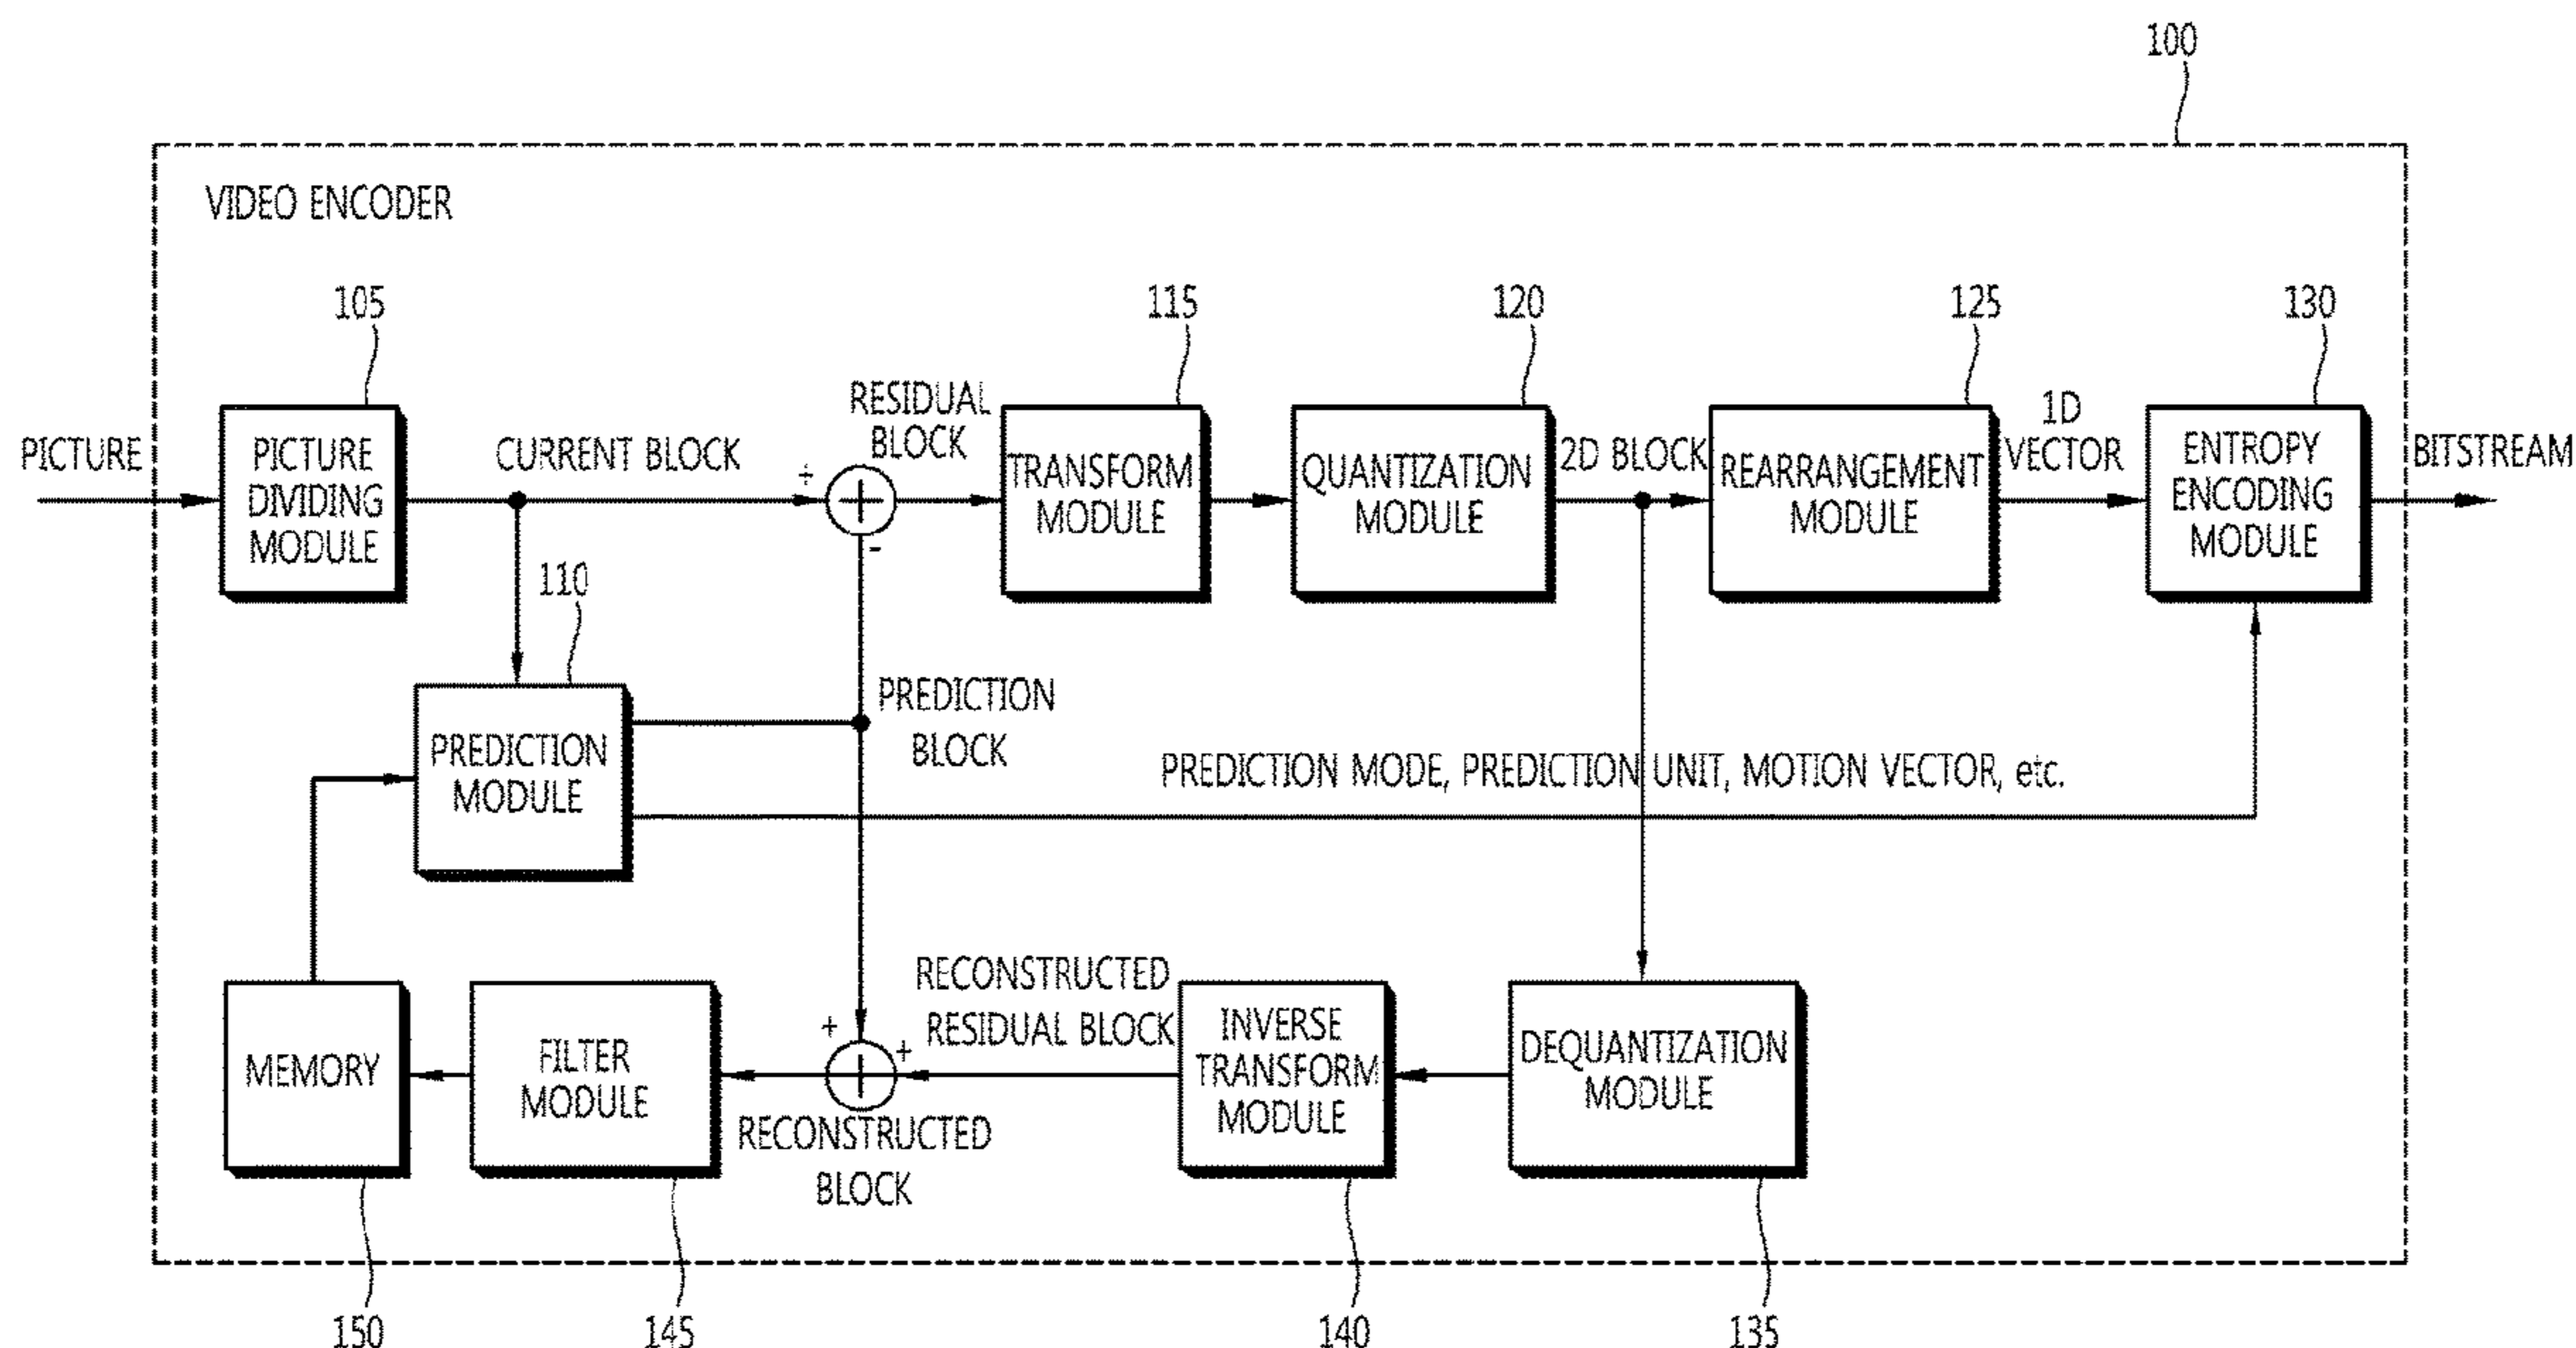 100
VIDEO ENCODER
105
115
120
125
130
PICTURE
PICTURE
DIVIDING
MODULE
CURRENT BLOCK
+
-
RESIDUAL
BLOCK
TRANSFORM
MODULE
QUANTIZATION
MODULE
2D BLOCK
REARRANGEMENT
MODULE
1D
VECTOR
ENTROPY
ENCODING
MODULE
BITSTREAM
110
PREDICTION
MODULE
PREDICTION
BLOCK
PREDICTION MODE, PREDICTION UNIT, MOTION VECTOR, etc.
MEMORY
FILTER
MODULE
+
+
RECONSTRUCTED
BLOCK
RECONSTRUCTED
RESIDUAL BLOCK
INVERSE
TRANSFORM
MODULE
DEQUANTIZATION
MODULE
150
145
140
135